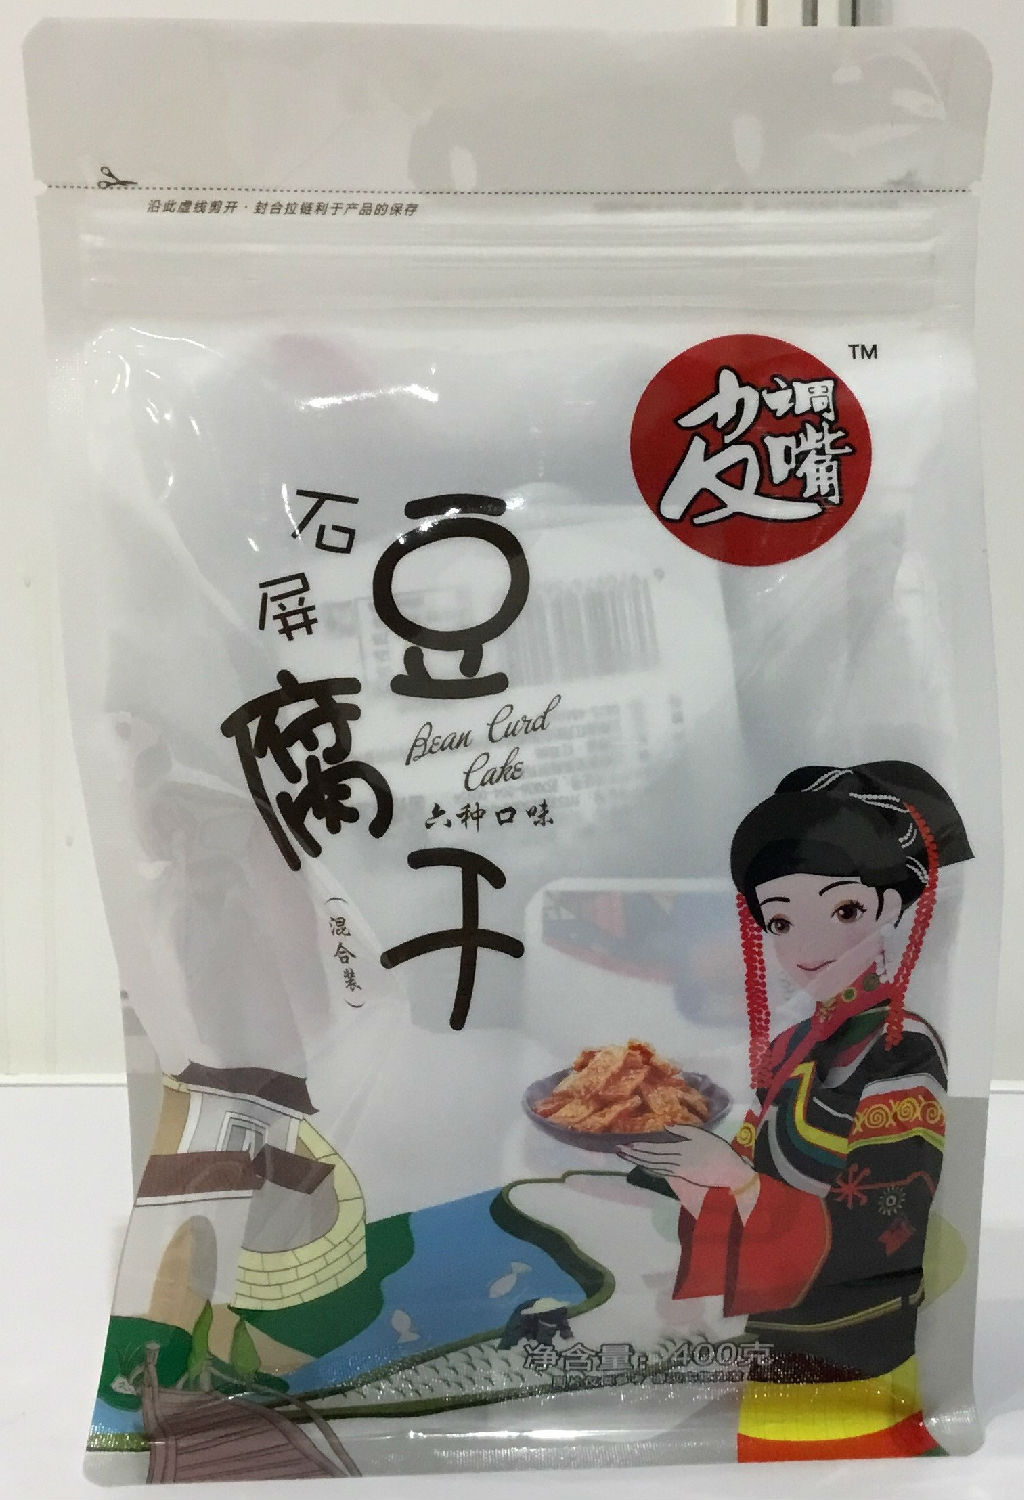 沿此虚线剪开·封合拉链利于产品的保存
TM
调
嘴
皮
石屏
豆
腐
干
Bean Curd
Cake
六种口味
(混合装)
净含量：400克